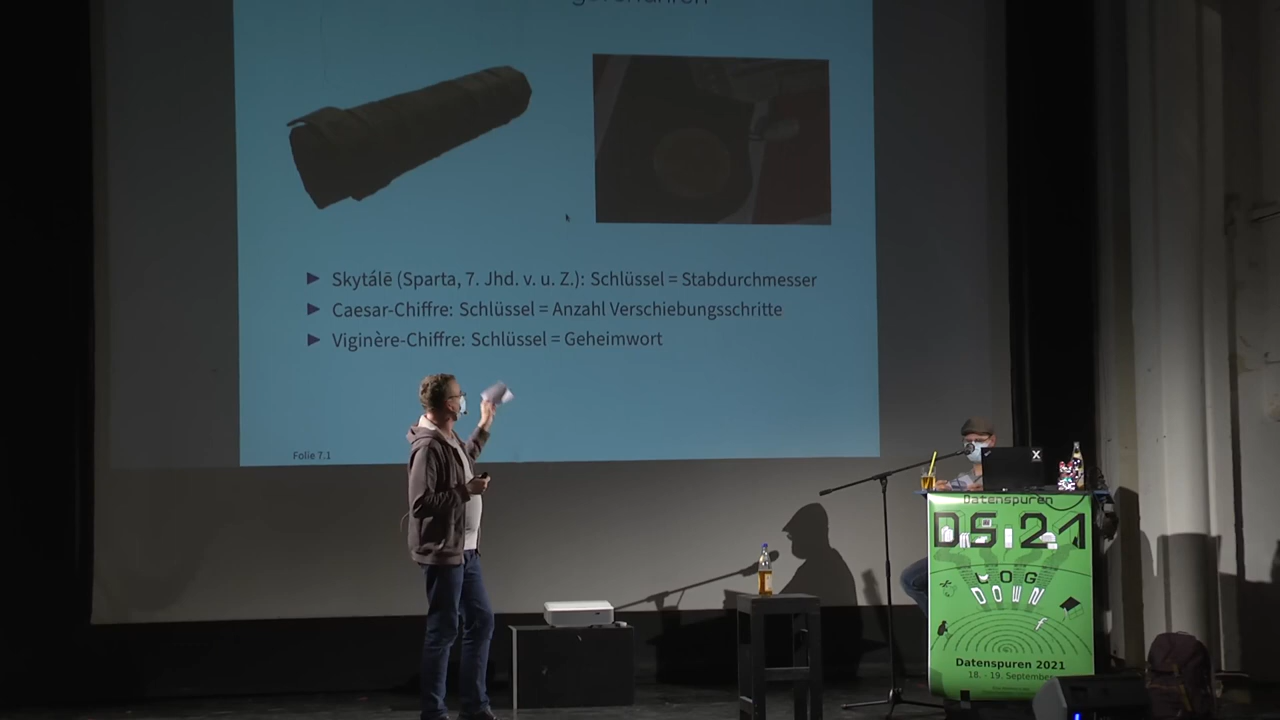 Skytálē (Sparta, 7. Jhd. v. u. Z.): Schlüssel = Stabdurchmesser
Caesar-Chiffre: Schlüssel = Anzahl Verschiebungsschritte
Viginère-Chiffre: Schlüssel = Geheimwort
Folie 7.1
X
Datenspuren
DS:21
LOG
DOWN
Datenspuren 2021
18. - 19. September